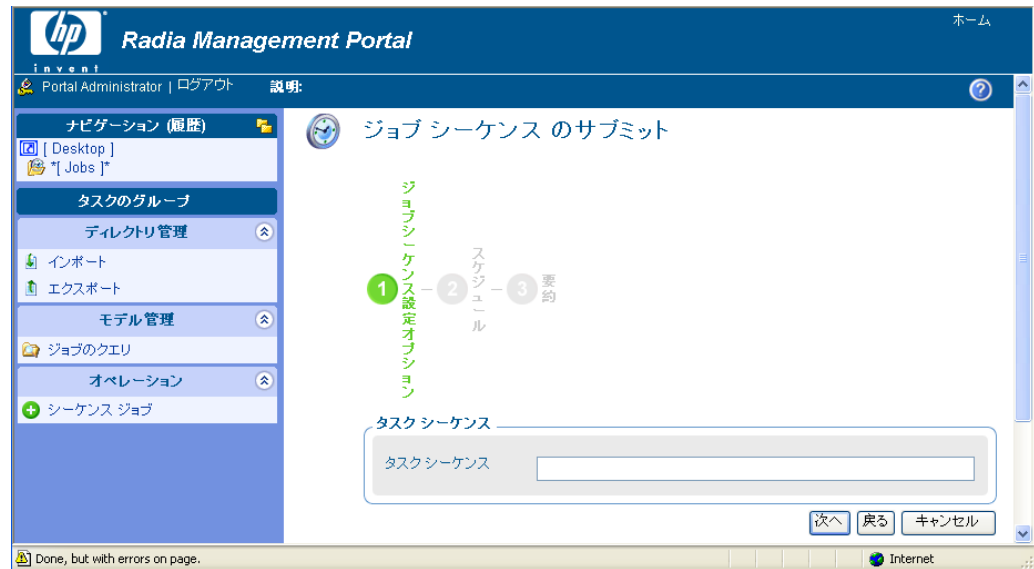 hp
invent
Radia Management Portal
ホーム
Portal Administrator | ログアウト
説明:
?
ナビゲーション (履歴)
[ Desktop ]
*[ Jobs ]*
タスクのグループ
ディレクトリ管理
インポート
エクスポート
モデル管理
ジョブのクエリ
オペレーション
シーケンス ジョブ
ジョブ シーケンス のサブミット
1 ジョブシーケンス設定オプション
2 スケジュール
3 要約
タスク シーケンス
タスク シーケンス
次へ 戻る キャンセル
Done, but with errors on page.
Internet